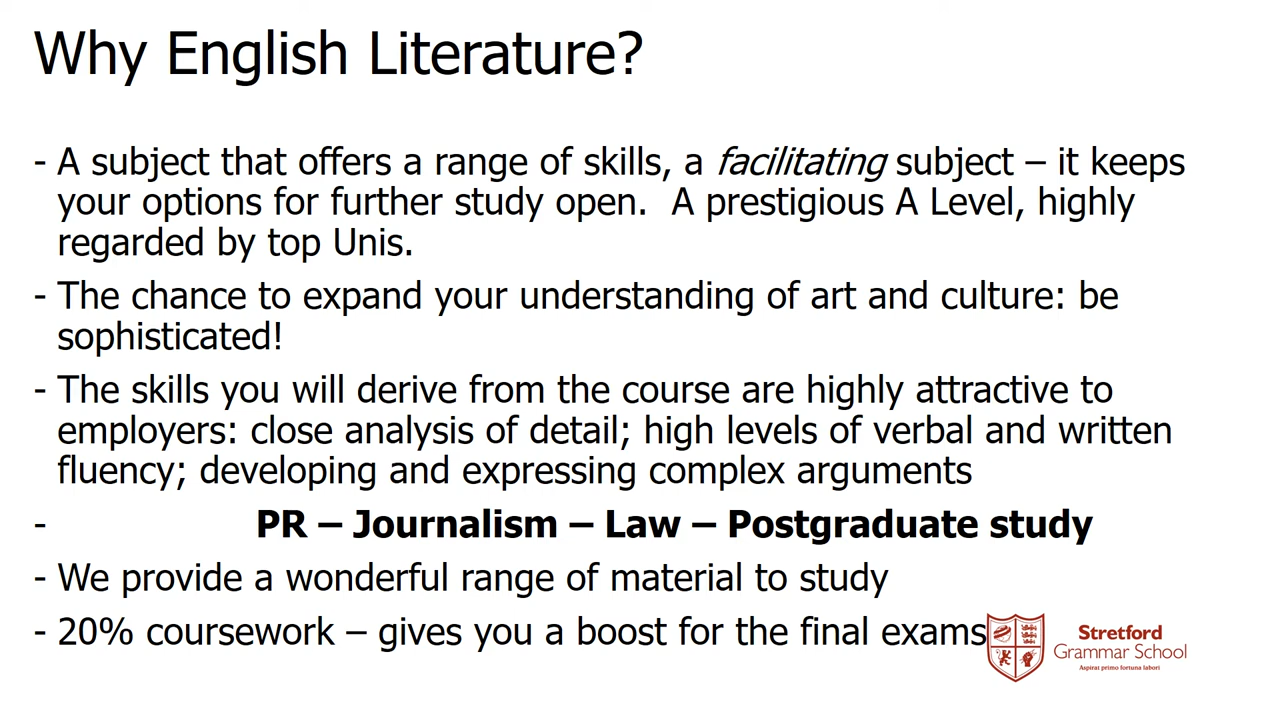 Why English Literature?
- A subject that offers a range of skills, a facilitating subject – it keeps
your options for further study open.  A prestigious A Level, highly
regarded by top Unis.
- The chance to expand your understanding of art and culture: be
sophisticated!
- The skills you will derive from the course are highly attractive to
employers: close analysis of detail; high levels of verbal and written
fluency; developing and expressing complex arguments
- PR – Journalism – Law – Postgraduate study
- We provide a wonderful range of material to study
- 20% coursework – gives you a boost for the final exams
Stretford
Grammar School
Aspirat primo fortuna labori